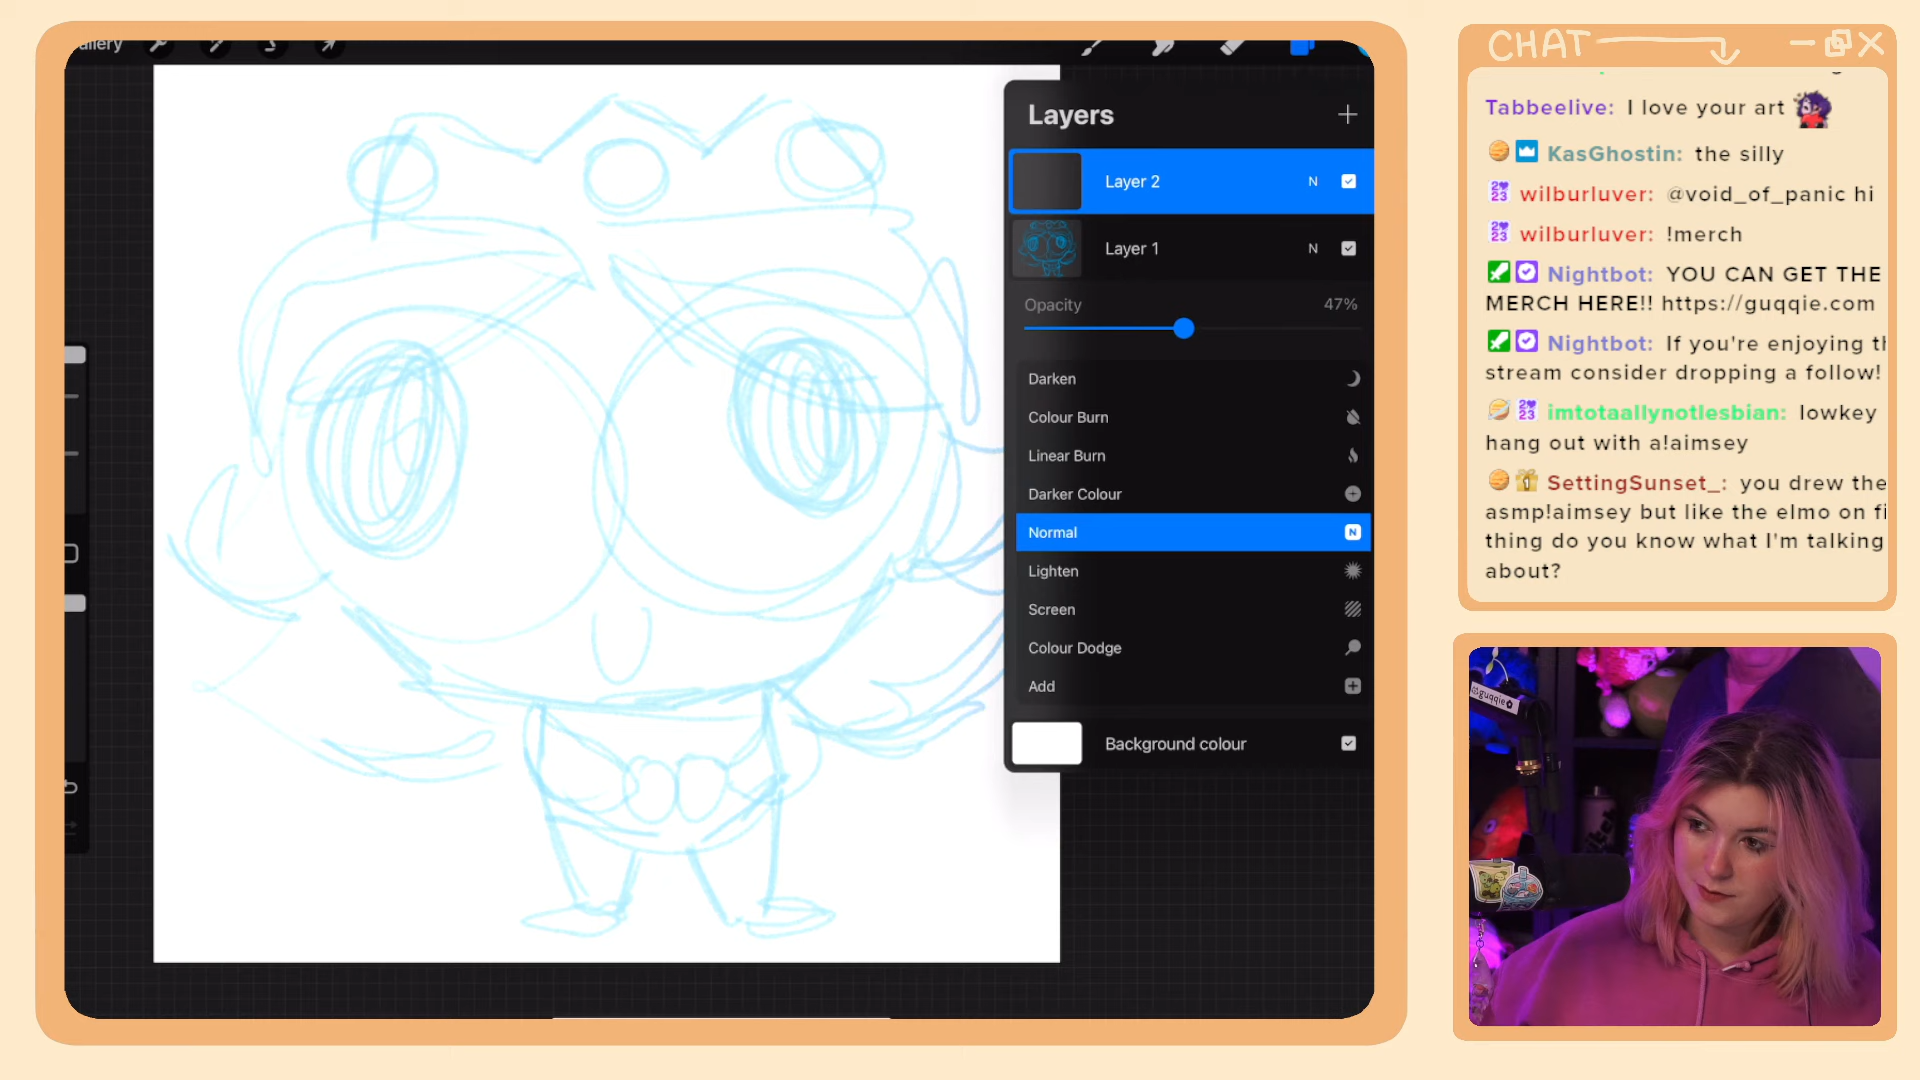 allery
Layers
Layer 2
N
Layer 1
N
Opacity
47%
Darken
Colour Burn
Linear Burn
Darker Colour
Normal
N
Lighten
Screen
Colour Dodge
Add
Background colour
CHAT
Tabbeelive: I love your art
KasGhostin: the silly
wilburluver: @void_of_panic hi
wilburluver: !merch
Nightbot: YOU CAN GET THE
MERCH HERE!! https://guqqie.com
Nightbot: If you're enjoying th
stream consider dropping a follow!
imtotaallynotlesbian: lowkey
hang out with a!aimsey
SettingSunset_: you drew the
asmp!aimsey but like the elmo on fi
thing do you know what I'm talking
about?
guqqie